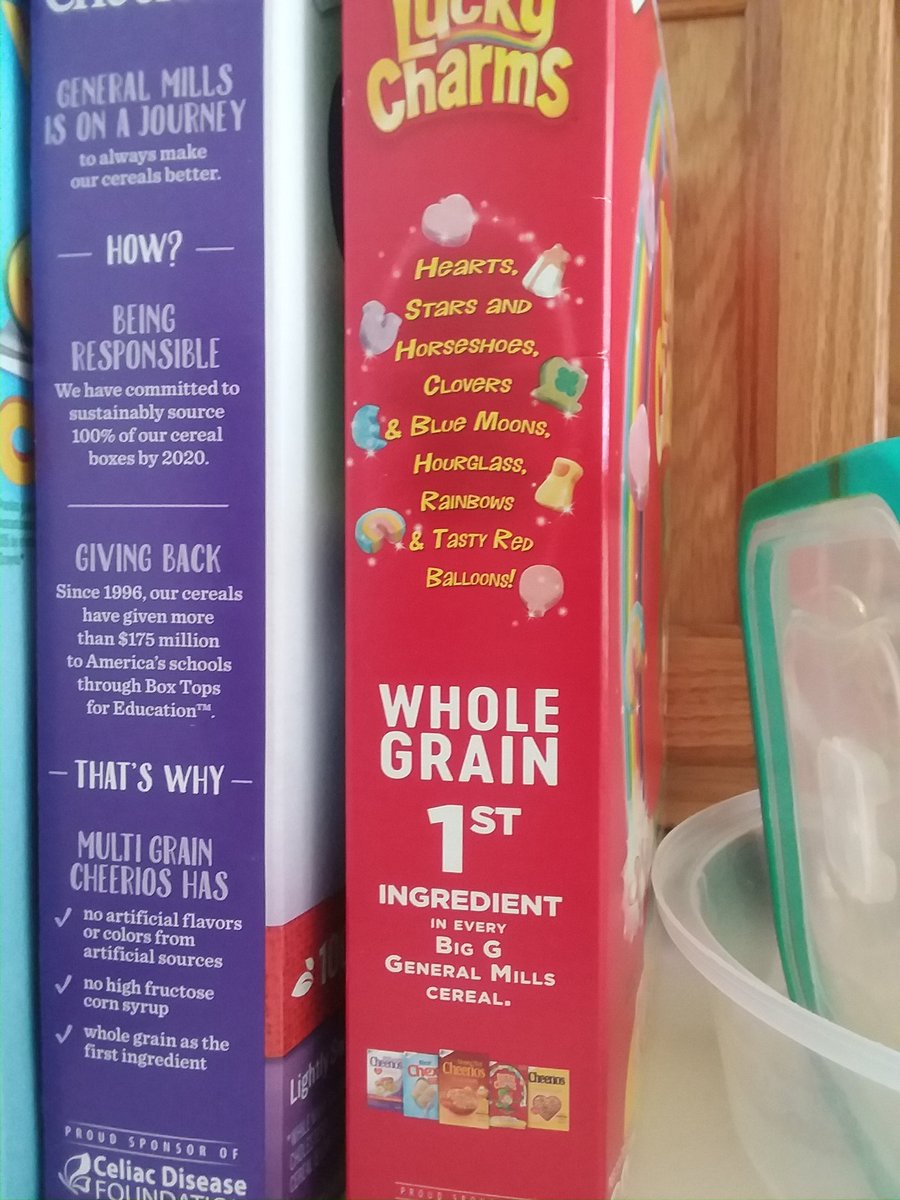 GENERAL MILLS
IS ON A JOURNEY
to always make
our cereals better.
HOW?
BEING
RESPONSIBLE
We have committed to
sustainably source
100% of our cereal
boxes by 2020.
GIVING BACK
Since 1996, our cereals
have given more
than $175 million
to America's schools
through Box Tops
for Education™.
THAT'S WHY
MULTI GRAIN
CHEERIOS HAS
no artificial flavors
or colors from
artificial sources
no high fructose
corn syrup
whole grain as the
first ingredient
PROUD SPONSOR OF
Celiac Disease
Lucky
Charms
Hearts,
Stars and
Horseshoes,
Clovers
& Blue Moons,
Hourglass,
Rainbows
& Tasty Red
Balloons!
WHOLE
GRAIN
1ST
INGREDIENT
IN EVERY
Big G
General Mills
CEREAL.
Cheerios
Chex
Cheerios
Cheerios